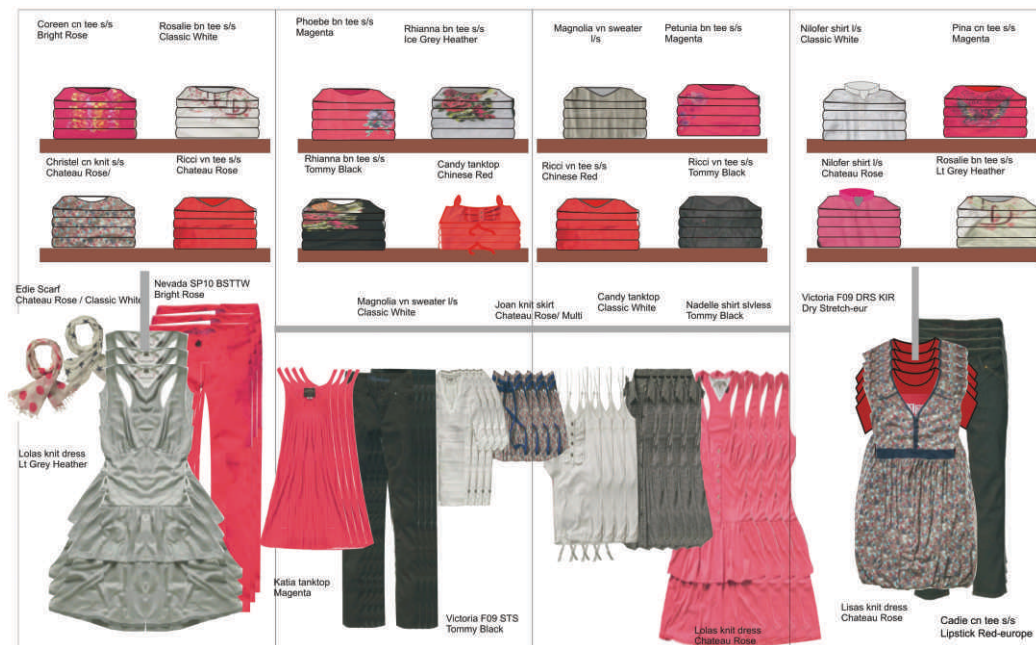 Coreen cn tee s/s
Bright Rose
Rosalie bn tee s/s
Classic White
Phoebe bn tee s/s
Magenta
Rhianna bn tee s/s
Ice Grey Heather
Magnolia vn sweater
l/s
Petunia bn tee s/s
Magenta
Nilofer shirt l/s
Classic White
Pina cn tee s/s
Magenta
Christel cn knit s/s
Chateau Rose/
Ricci vn tee s/s
Chateau Rose
Rhianna bn tee s/s
Tommy Black
Candy tanktop
Chinese Red
Ricci vn tee s/s
Chinese Red
Ricci vn tee s/s
Tommy Black
Nilofer shirt l/s
Chateau Rose
Rosalie bn tee s/s
Lt Grey Heather
Edie Scarf
Chateau Rose / Classic White
Nevada SP10 BSTTW
Bright Rose
Magnolia vn sweater l/s
Classic White
Joan knit skirt
Chateau Rose/ Multi
Candy tanktop
Classic White
Nadelle shirt slvless
Tommy Black
Victoria F09 DRS KIR
Dry Stretch-eur
Lolas knit dress
Lt Grey Heather
Katia tanktop
Magenta
Victoria F09 STS
Tommy Black
Lolas knit dress
Chateau Rose
Lisas knit dress
Chateau Rose
Cadie cn tee s/s
Lipstick Red-europe